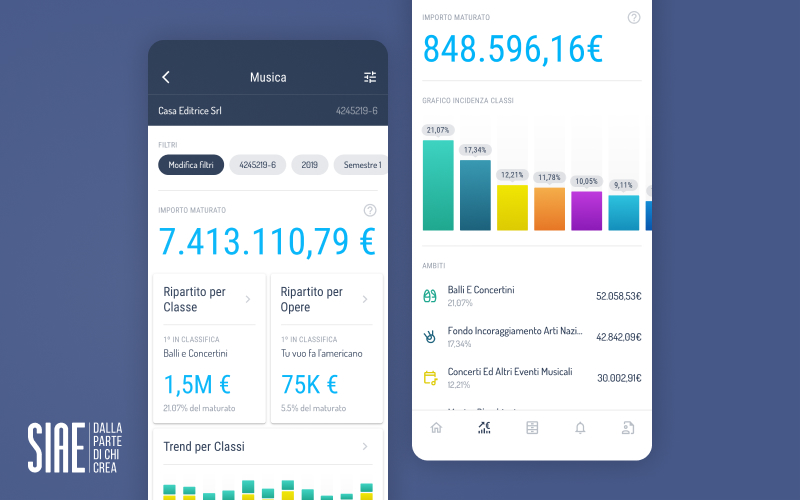 Musica
Casa Editrice Srl 4245219-6
FILTRI
Modifica filtri 4245219-6 2019 Semestre 1
IMPORTO MATURATO ?
7.413.110,79 €
Ripartito per Classe
1° IN CLASSIFICA
Balli e Concertini
1,5M €
21.07% del maturato
Ripartito per Opere
1° IN CLASSIFICA
Tu vuo fa l'americano
75K €
5.5% del maturato
Trend per Classi
IMPORTO MATURATO ?
848.596,16€
GRAFICO INCIDENZA CLASSI
21,07%
17,34%
12,21%
11,78%
10,05%
9,11%
AMBITI
Balli E Concertini 52.058,53€
21,07%
Fondo Incoraggiamento Arti Nazi... 42.842,09€
17,34%
Concerti Ed Altri Eventi Musicali 30.002,91€
12,21%
SIAE
DALLA
PARTE
DI CHI
CREA